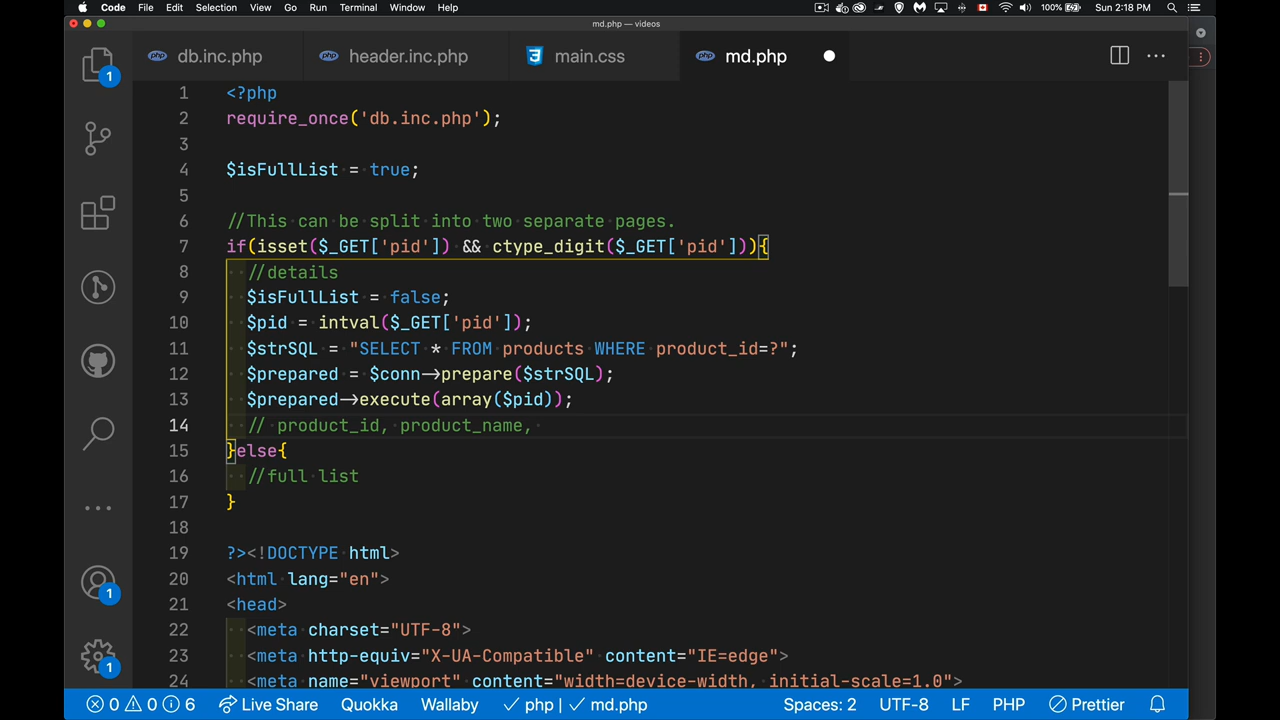 Code File Edit Selection View Go Run Terminal Window Help 100% Sun 2:18 PM
md.php — videos
db.inc.php header.inc.php main.css md.php
1 <?php
2 require_once('db.inc.php');
3
4 $isFullList = true;
5
6 //This can be split into two separate pages.
7 if(isset($_GET['pid']) && ctype_digit($_GET['pid'])){
8 //details
9 $isFullList = false;
10 $pid = intval($_GET['pid']);
11 $strSQL = "SELECT * FROM products WHERE product_id=?";
12 $prepared = $conn->prepare($strSQL);
13 $prepared->execute(array($pid));
14 // product_id, product_name,
15 }else{
16 //full list
17 }
18
19 ?><!DOCTYPE html>
20 <html lang="en">
21 <head>
22 <meta charset="UTF-8">
23 <meta http-equiv="X-UA-Compatible" content="IE=edge">
24 <meta name="viewport" content="width=device-width, initial-scale=1.0">
1
1
1
0 0 6 Live Share Quokka Wallaby php | md.php Spaces: 2 UTF-8 LF PHP Prettier